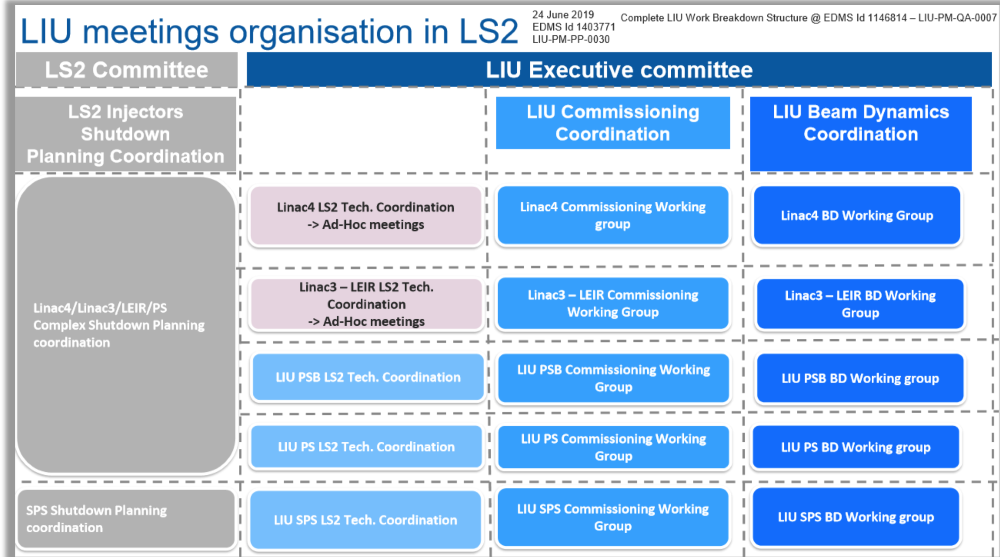 LIU meetings organisation in LS2
24 June 2019
EDMS Id 1403771
LIU-PM-PP-0030
Complete LIU Work Breakdown Structure @ EDMS Id 1146814 – LIU-PM-QA-0007
LS2 Committee
LIU Executive committee
LS2 Injectors
Shutdown
Planning Coordination
LIU Commissioning
Coordination
LIU Beam Dynamics
Coordination
Linac4/Linac3/LEIR/PS
Complex Shutdown Planning
coordination
Linac4 LS2 Tech. Coordination
-> Ad-Hoc meetings
Linac4 Commissioning Working
group
Linac4 BD Working Group
Linac3 – LEIR LS2 Tech.
Coordination
-> Ad-Hoc meetings
Linac3 – LEIR Commissioning
Working Group
Linac3 – LEIR BD Working
Group
LIU PSB LS2 Tech. Coordination
LIU PSB Commissioning Working
Group
LIU PSB BD Working group
LIU PS LS2 Tech. Coordination
LIU PS Commissioning Working
Group
LIU PS BD Working group
SPS Shutdown Planning
coordination
LIU SPS LS2 Tech. Coordination
LIU SPS Commissioning Working
Group
LIU SPS BD Working group